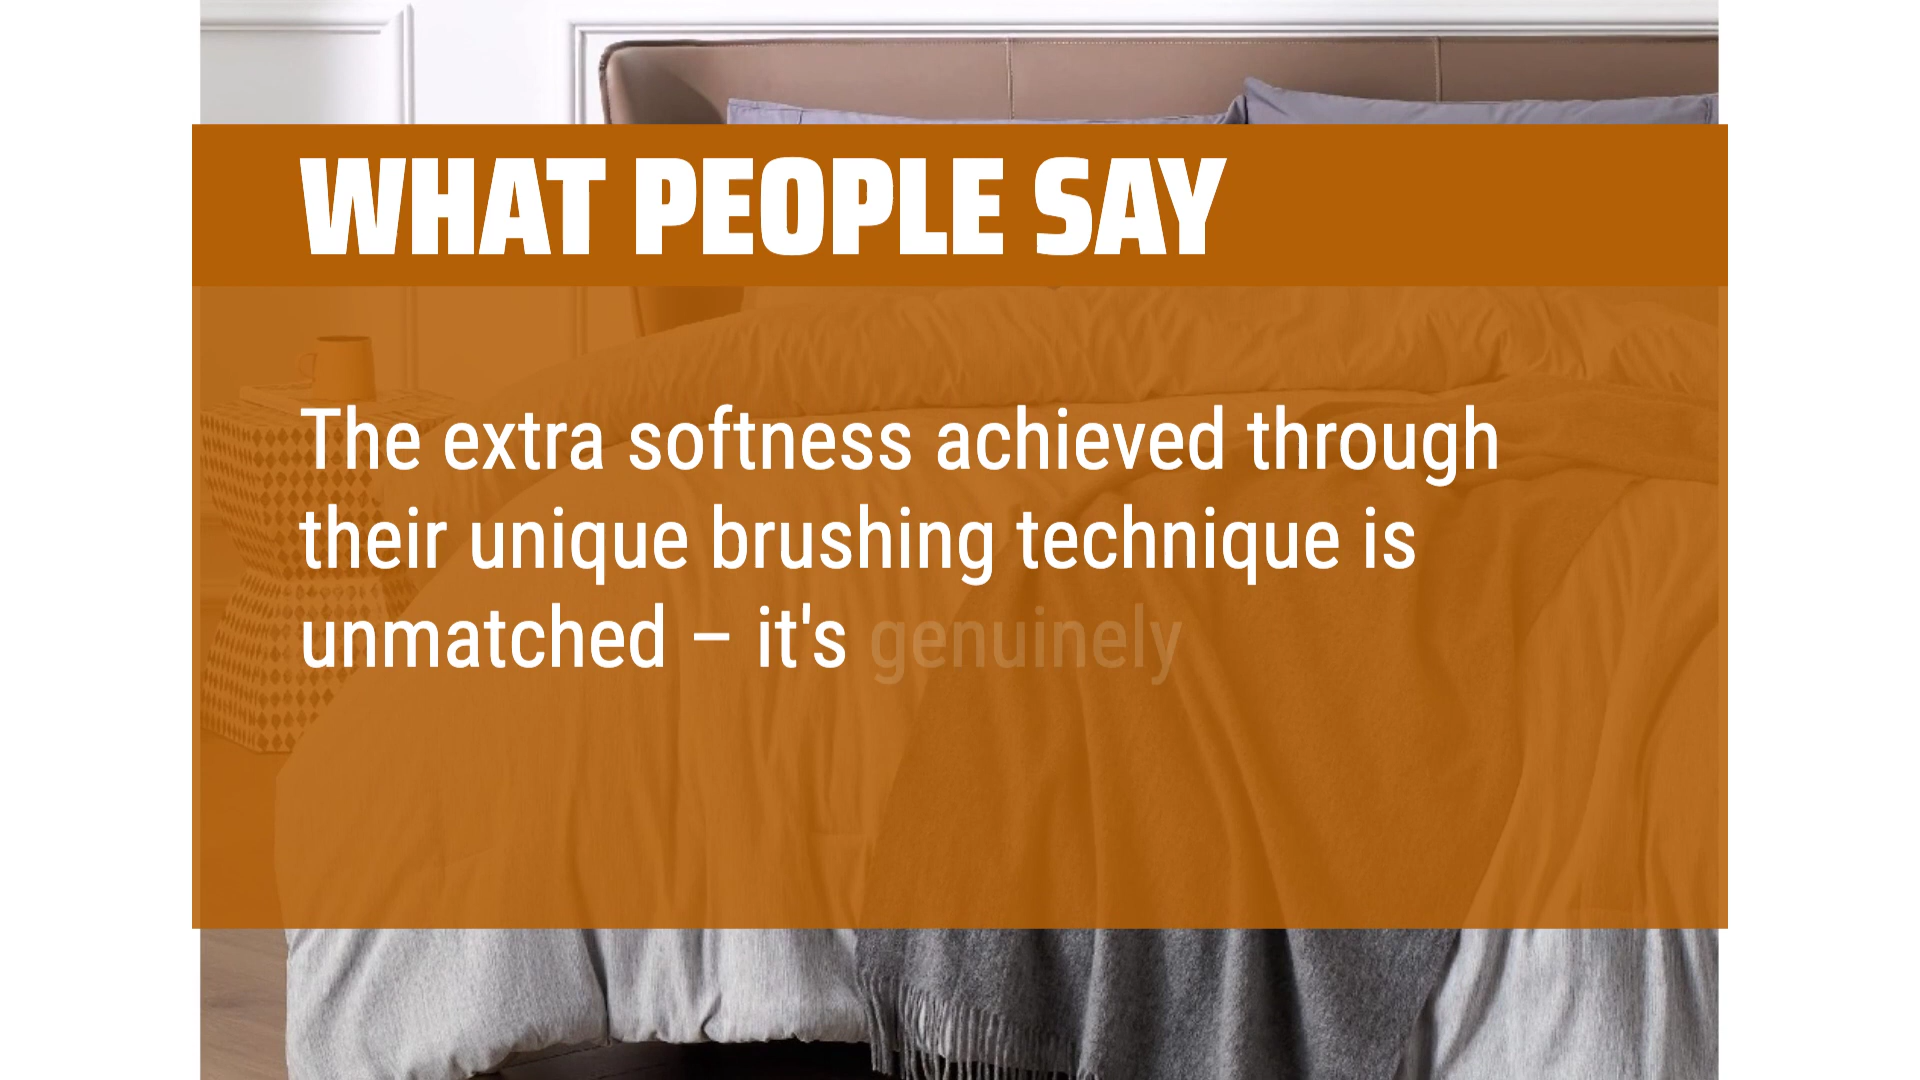 WHAT PEOPLE SAY
The extra softness achieved through
their unique brushing technique is
unmatched – it's genuinely